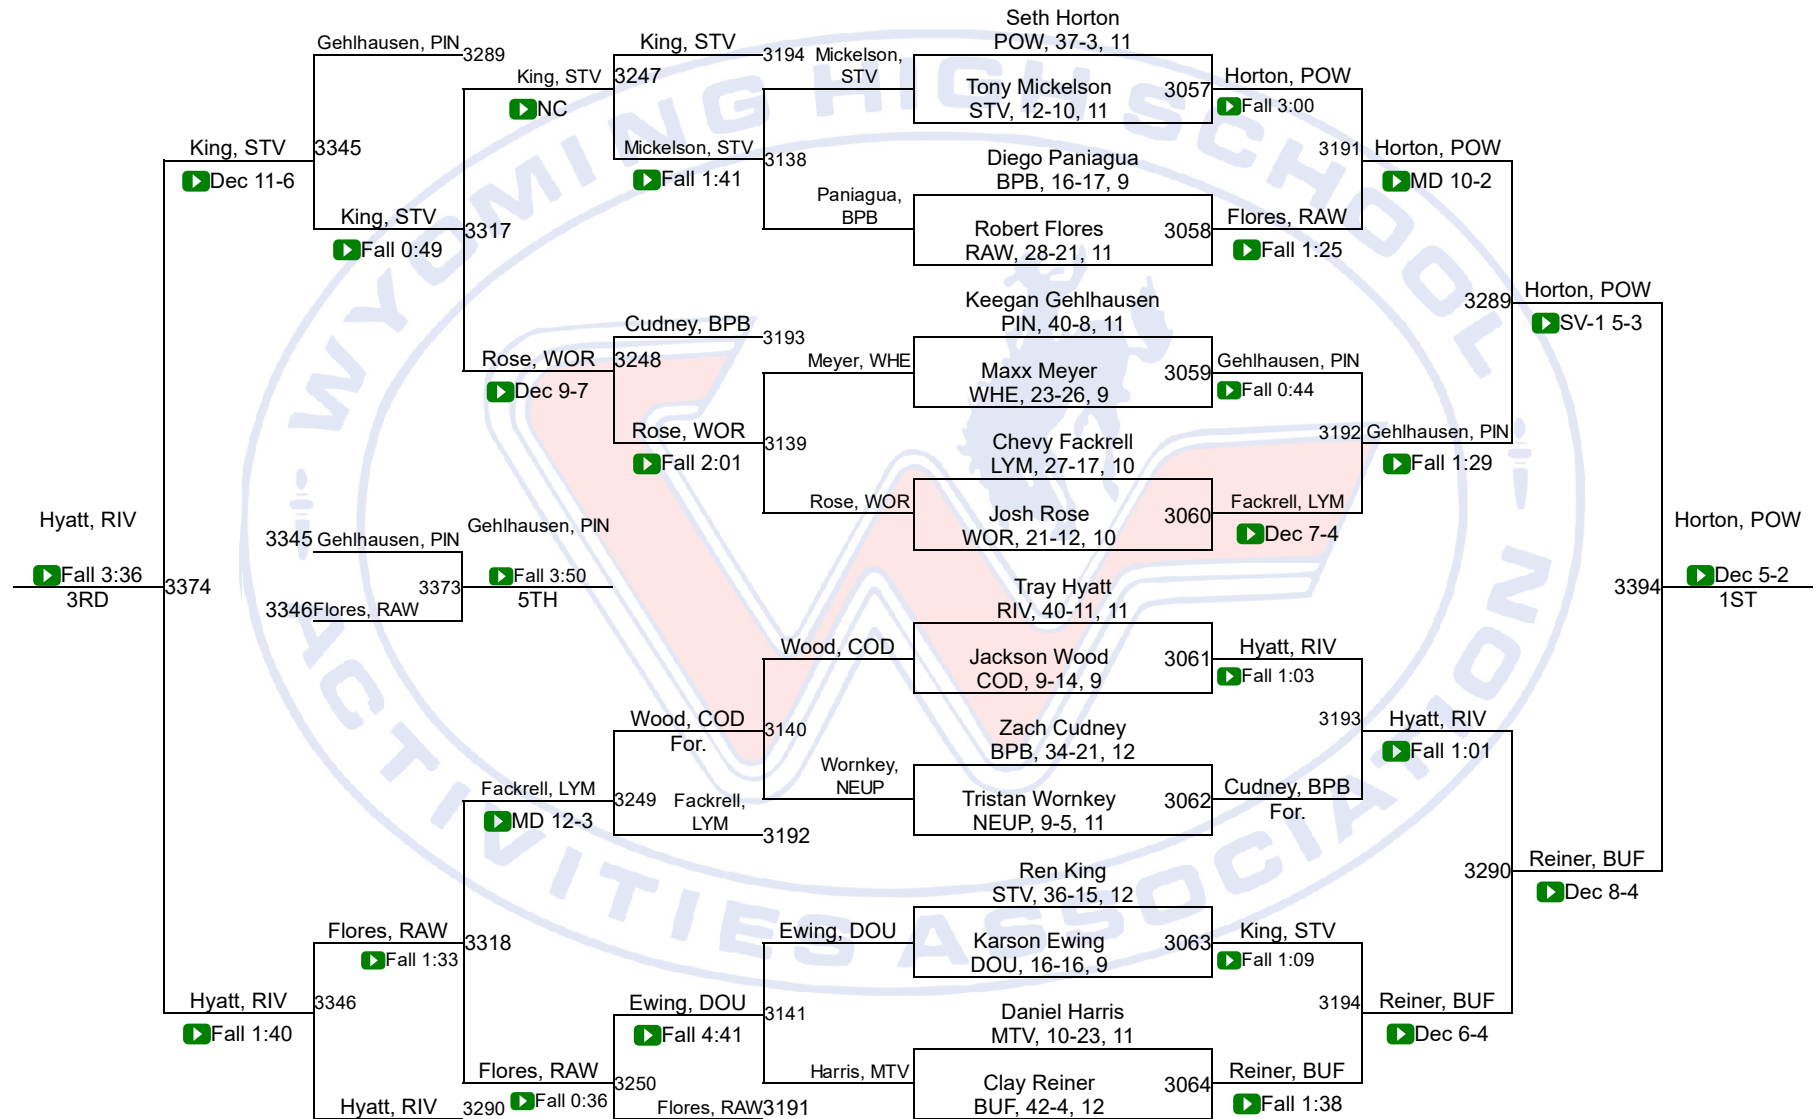 Seth Horton
POW, 37-3, 11
Gehlhausen, PIN
3289
King, STV
3194
Mickelson,
STV
King, STV
3247
NC
Tony Mickelson
STV, 12-10, 11
3057
Horton, POW
Fall 3:00
King, STV
3345
Dec 11-6
Mickelson, STV
3138
Fall 1:41
Diego Paniagua
BPB, 16-17, 9
3191
Horton, POW
MD 10-2
Paniagua,
BPB
King, STV
3317
Fall 0:49
Robert Flores
RAW, 28-21, 11
3058
Flores, RAW
Fall 1:25
Keegan Gehlhausen
PIN, 40-8, 11
3289
Horton, POW
SV-1 5-3
Cudney, BPB
3193
Rose, WOR
3248
Dec 9-7
Meyer, WHE
Maxx Meyer
WHE, 23-26, 9
3059
Gehlhausen, PIN
Fall 0:44
Rose, WOR
3139
Fall 2:01
Chevy Fackrell
LYM, 27-17, 10
3192
Gehlhausen, PIN
Fall 1:29
Rose, WOR
Josh Rose
WOR, 21-12, 10
3060
Fackrell, LYM
Dec 7-4
Hyatt, RIV
Fall 3:36
3RD
3374
3345
Gehlhausen, PIN
Gehlhausen, PIN
3373
Fall 3:50
5TH
3346
Flores, RAW
Horton, POW
3394
Dec 5-2
1ST
Tray Hyatt
RIV, 40-11, 11
Wood, COD
Jackson Wood
COD, 9-14, 9
3061
Hyatt, RIV
Fall 1:03
Wood, COD
For.
3140
Zach Cudney
BPB, 34-21, 12
3193
Hyatt, RIV
Fall 1:01
Wornkey,
NEUP
Fackrell, LYM
3249
MD 12-3
Fackrell,
LYM
3192
Tristan Wornkey
NEUP, 9-5, 11
3062
Cudney, BPB
For.
Ren King
STV, 36-15, 12
3290
Reiner, BUF
Dec 8-4
Flores, RAW
3318
Fall 1:33
Ewing, DOU
Karson Ewing
DOU, 16-16, 9
3063
King, STV
Fall 1:09
Hyatt, RIV
3346
Fall 1:40
Ewing, DOU
3141
Fall 4:41
Daniel Harris
MTV, 10-23, 11
3194
Reiner, BUF
Dec 6-4
Flores, RAW
3250
Fall 0:36
Harris, MTV
Clay Reiner
BUF, 42-4, 12
3064
Reiner, BUF
Fall 1:38
Hyatt, RIV
3290
Flores, RAW
3191
WYOMING HIGH SCHOOL
ACTIVITIES ASSOCIATION